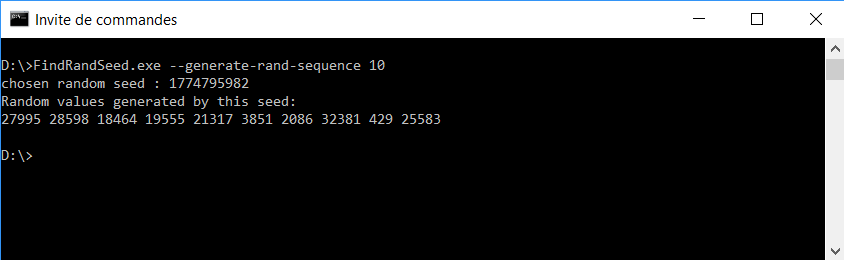 Invite de commandes
D:\>FindRandSeed.exe --generate-rand-sequence 10
chosen random seed : 1774795982
Random values generated by this seed:
27995 28598 18464 19555 21317 3851 2086 32381 429 25583
D:\>